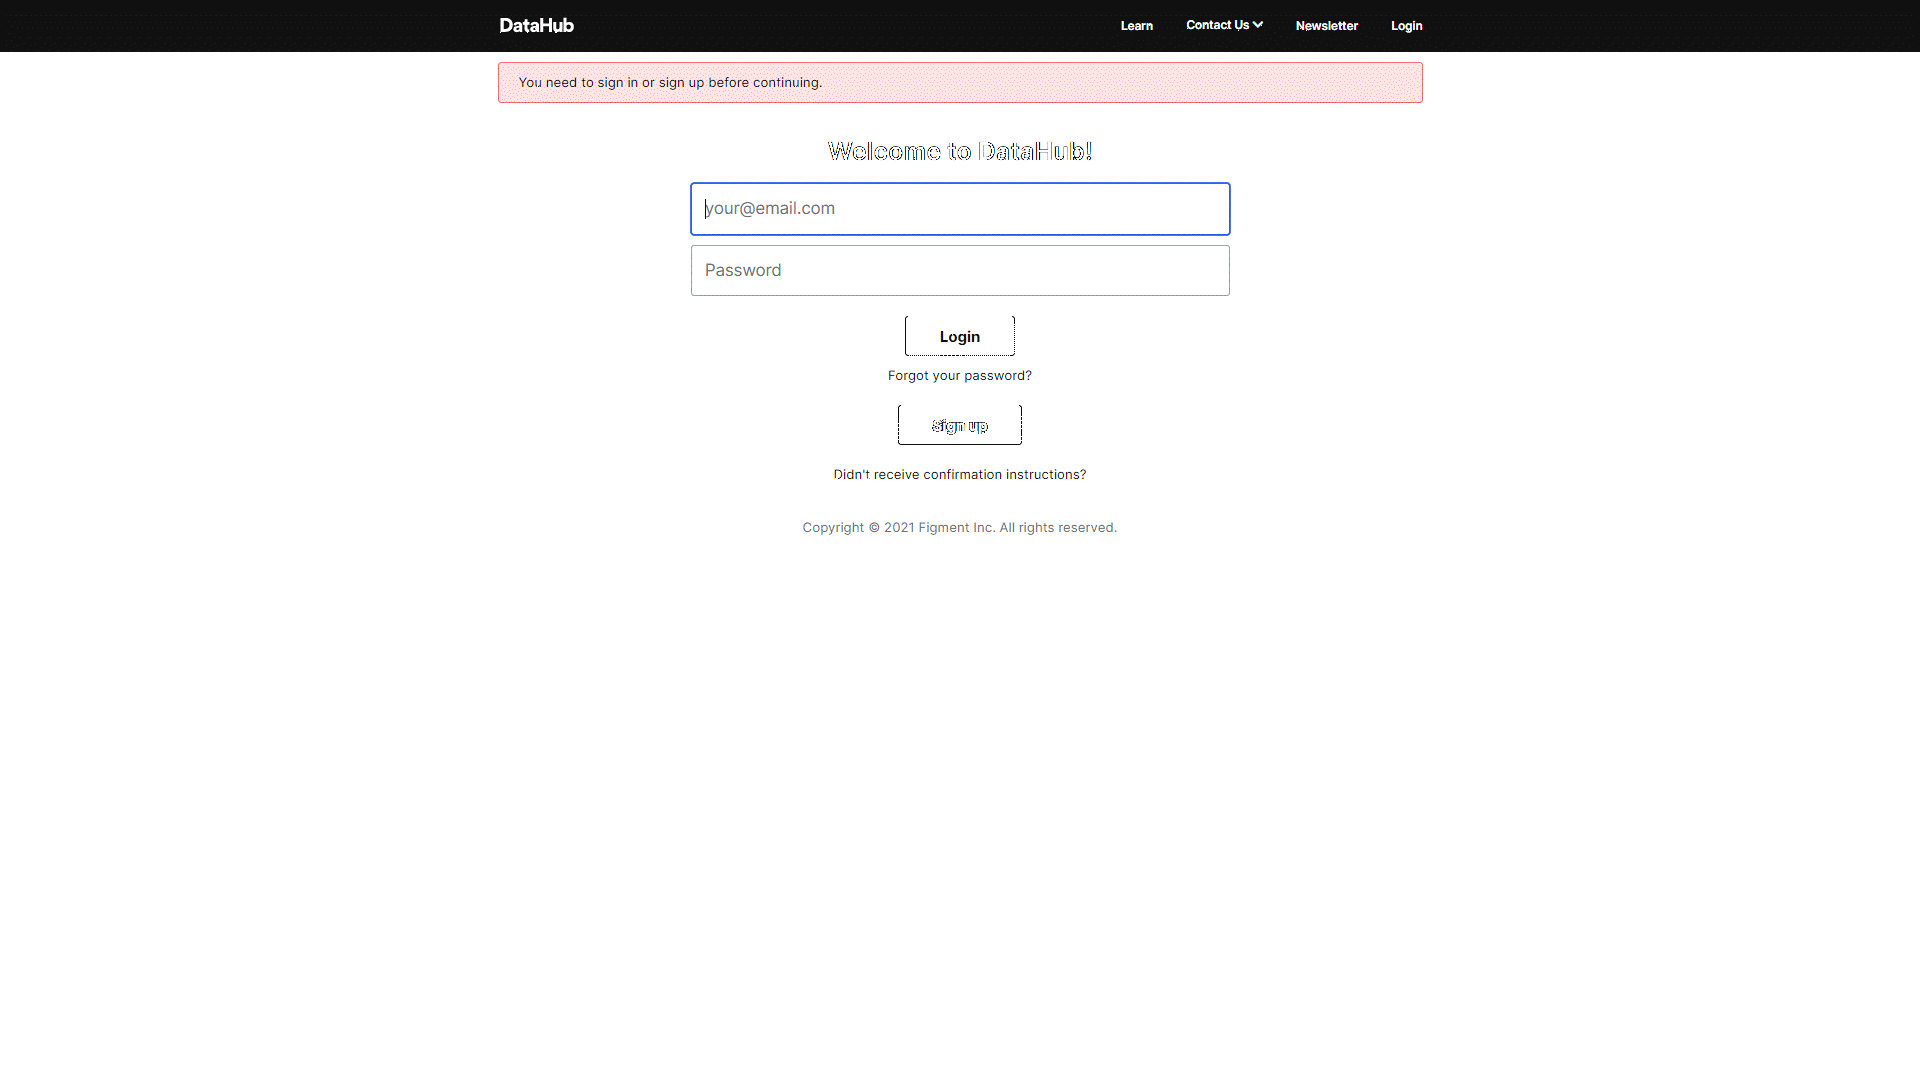 DataHub
Learn
Contact Us
Newsletter
Login
You need to sign in or sign up before continuing.
Welcome to DataHub!
your@email.com
Password
Login
Forgot your password?
Sign up
Didn't receive confirmation instructions?
Copyright © 2021 Figment Inc. All rights reserved.